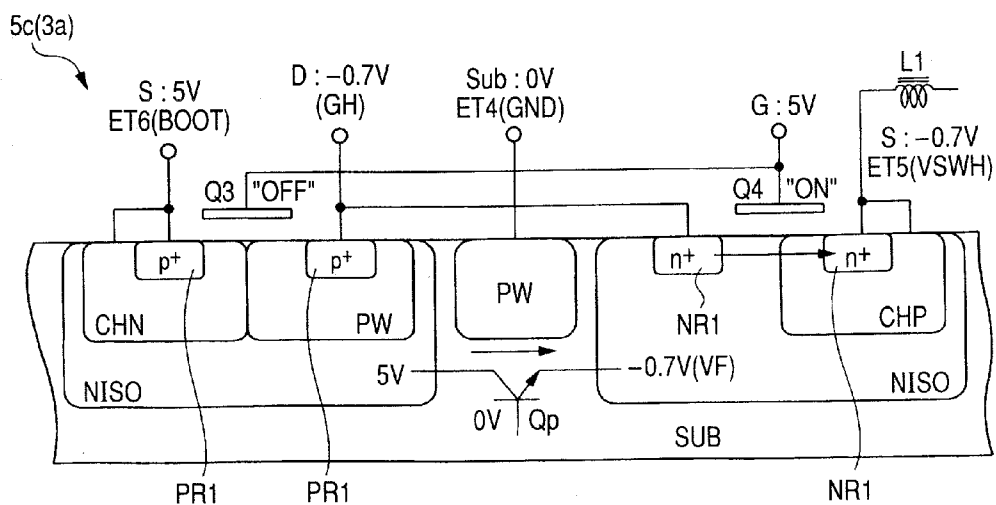 5c(3a)
S : 5V
ET6(BOOT)
D : −0.7V
(GH)
Sub : 0V
ET4(GND)
G : 5V
L1
S : −0.7V
ET5(VSWH)
Q3 "OFF"
Q4 "ON"
p+
p+
PW
n+
n+
CHN
PW
NR1
CHP
NISO
5V
−0.7V(VF)
NISO
0V
Qp
SUB
PR1
PR1
NR1